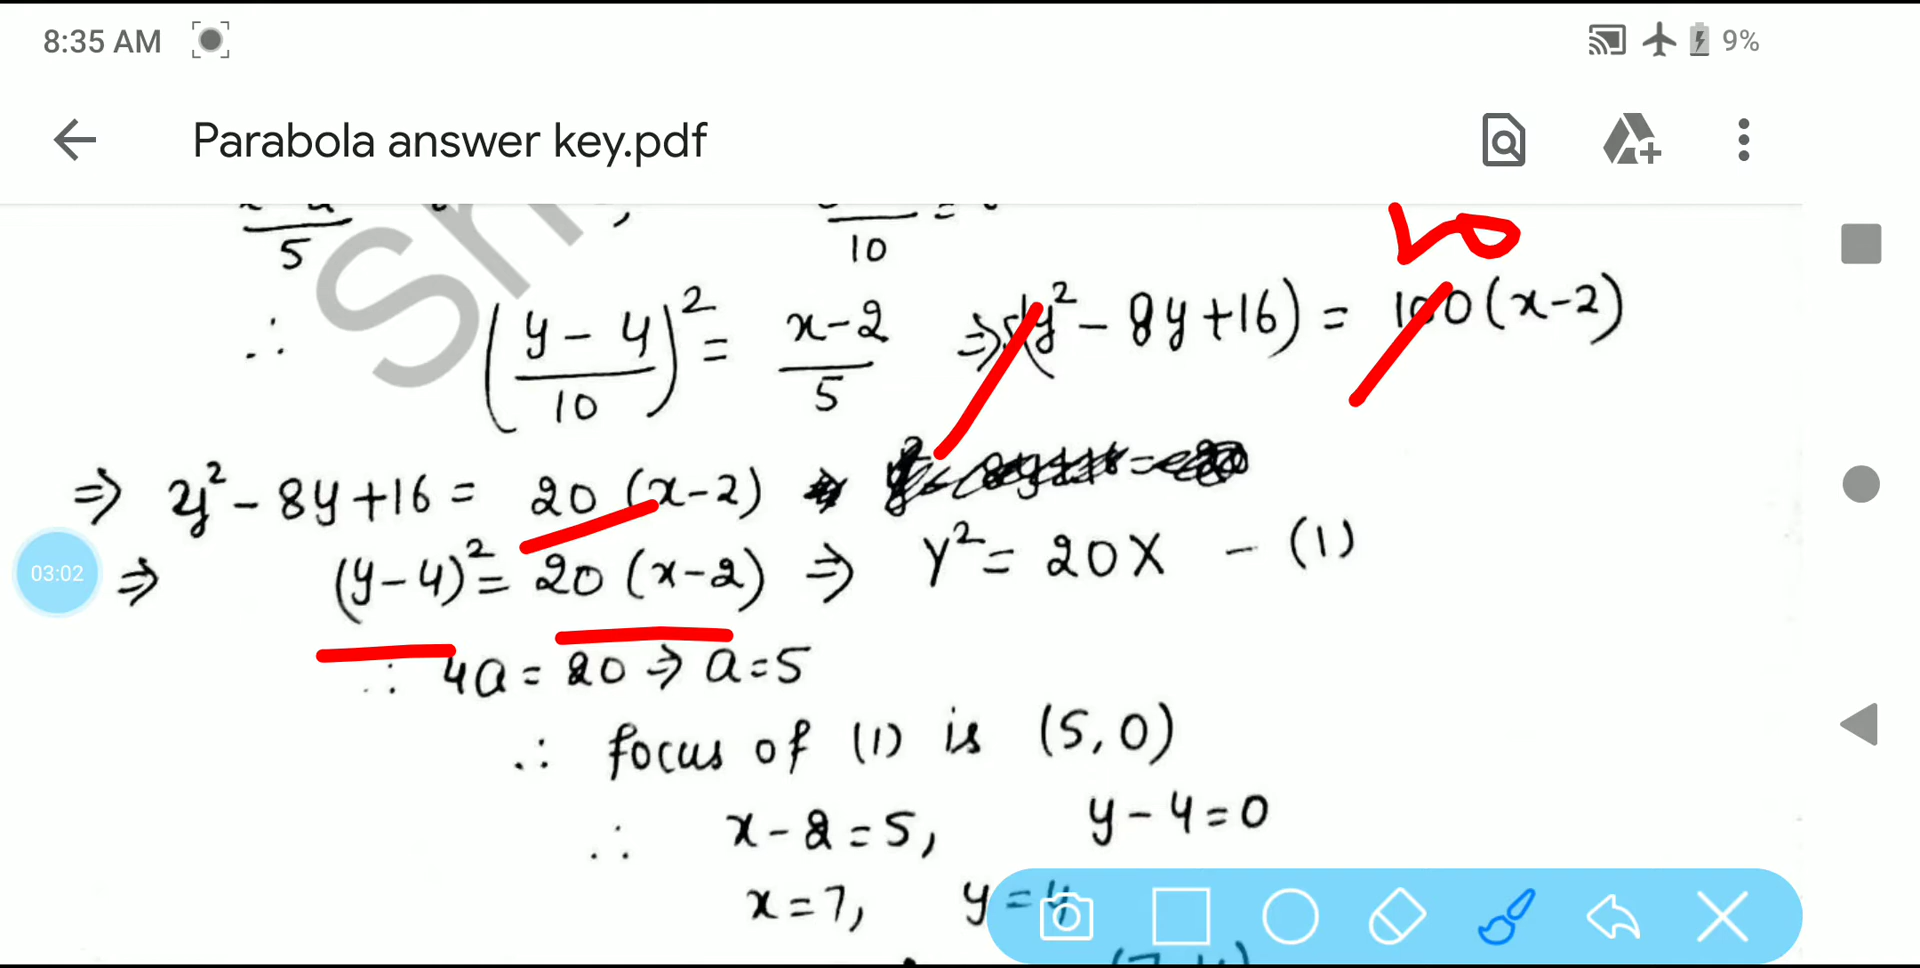 8:35 AM 9%
Parabola answer key.pdf
5 , 10 =
∴ ((y-4)/10)² = (x-2)/5 ⇒ 5(y²-8y+16) = 100(x-2)
20
⇒ y²-8y+16 = 20(x-2)
03:02
⇒ (y-4)² = 20(x-2) ⇒ Y² = 20X - (1)
∴ 4a = 20 ⇒ a = 5
∴ focus of (1) is (5,0)
∴ x-2 = 5, y-4 = 0
x = 7, y = 4